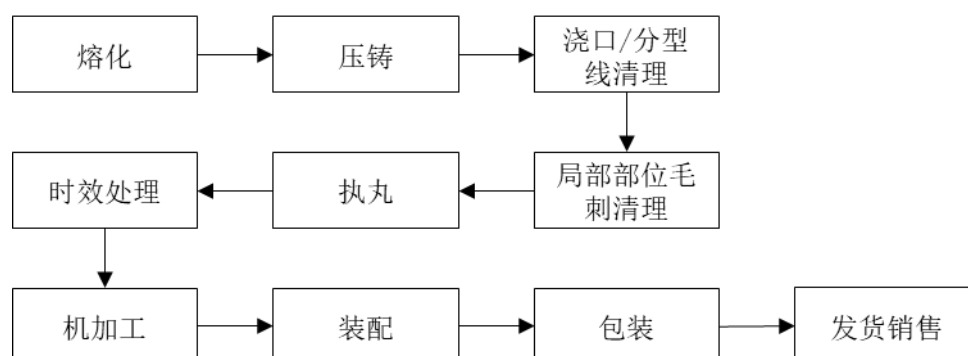 熔化
压铸
浇口/分型
线清理
局部部位毛
刺清理
执丸
时效处理
机加工
装配
包装
发货销售